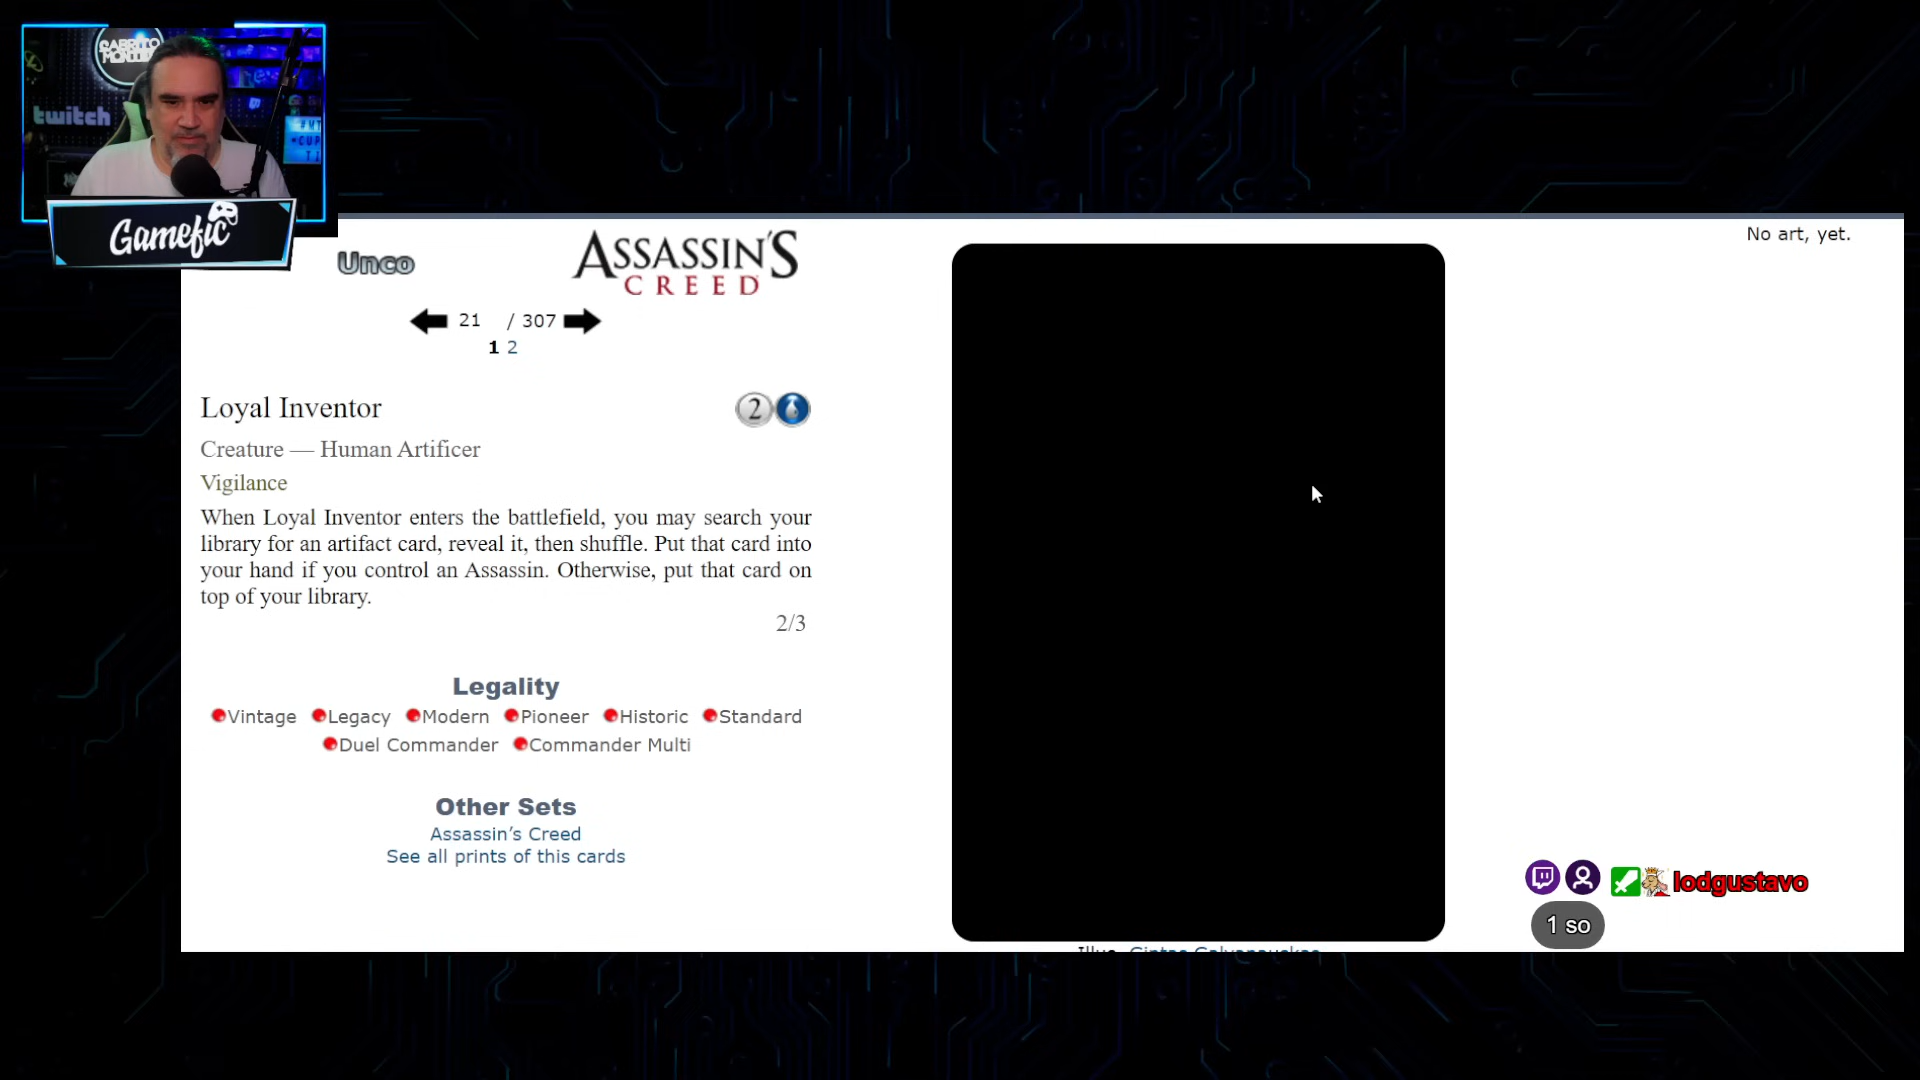 CABRITO
MONTES
twitch
Gamefic
No art, yet.
Unco
ASSASSIN'S
CREED
21 / 307
1 2
Loyal Inventor
2
Creature — Human Artificer
Vigilance
When Loyal Inventor enters the battlefield, you may search your
library for an artifact card, reveal it, then shuffle. Put that card into
your hand if you control an Assassin. Otherwise, put that card on
top of your library.
2/3
Legality
Vintage Legacy Modern Pioneer Historic Standard
Duel Commander Commander Multi
Other Sets
Assassin’s Creed
See all prints of this cards
lodgustavo
1 so